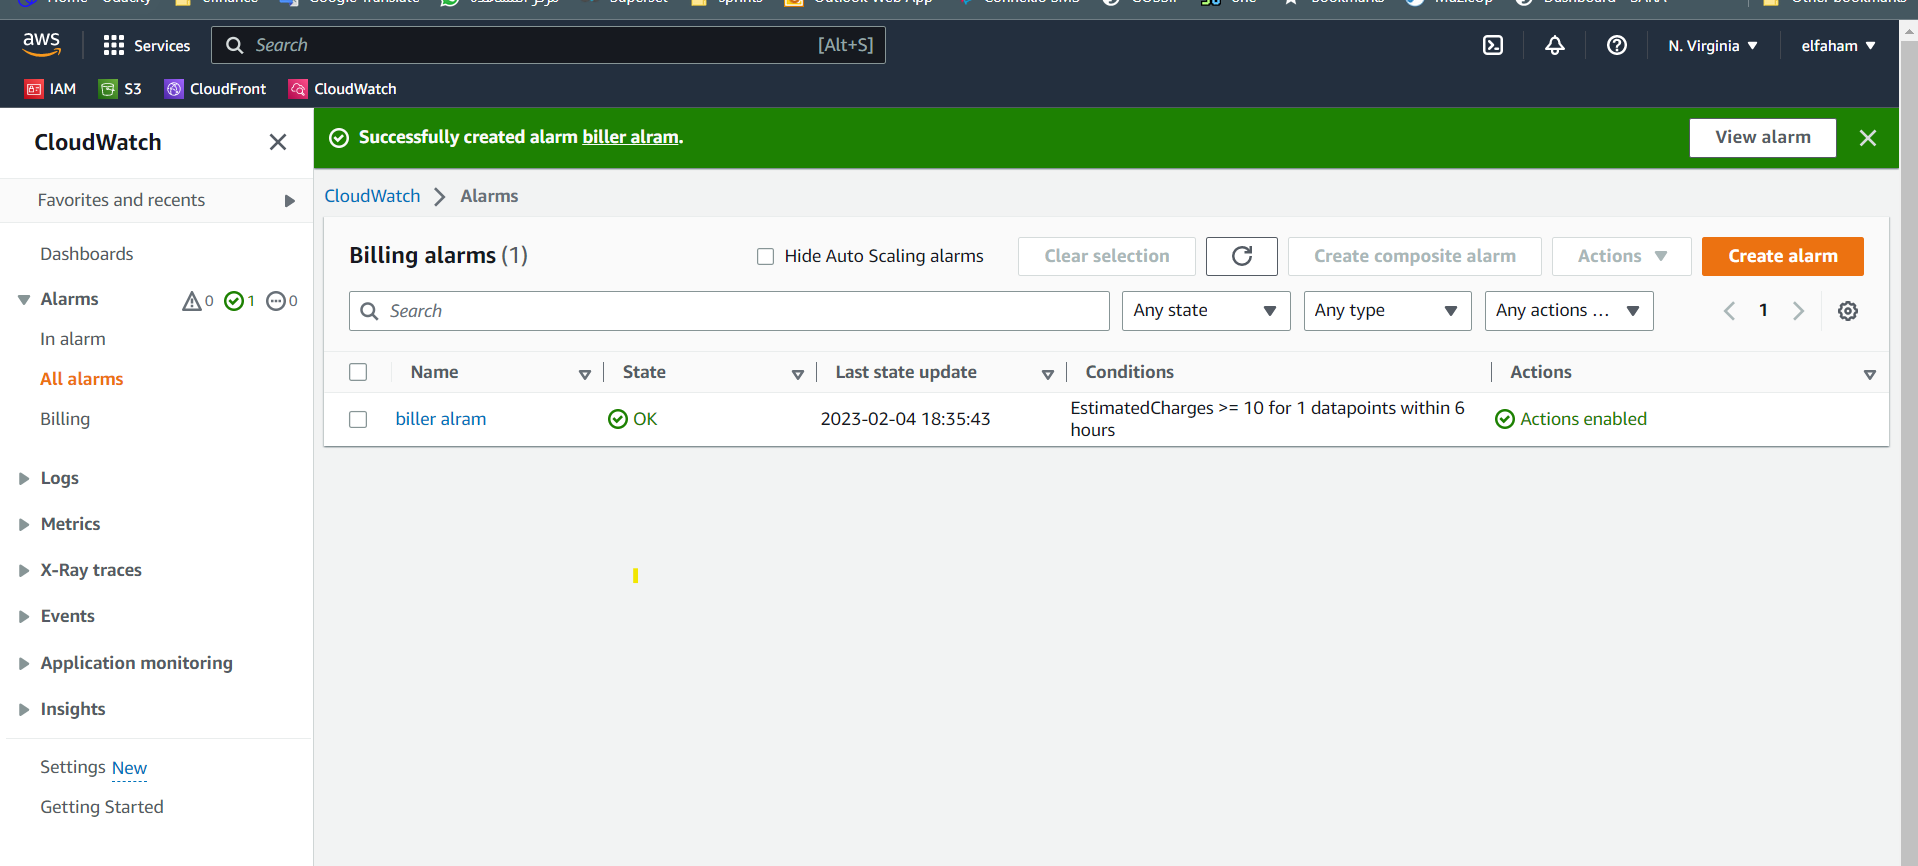 aws Services Search [Alt+S] N. Virginia elfaham
IAM S3 CloudFront CloudWatch
CloudWatch
Favorites and recents
Dashboards
Alarms 0 1 0
In alarm
All alarms
Billing
Logs
Metrics
X-Ray traces
Events
Application monitoring
Insights
Settings New
Getting Started
Successfully created alarm biller alram. View alarm
CloudWatch Alarms
Billing alarms (1) Hide Auto Scaling alarms Clear selection Create composite alarm Actions Create alarm
Search Any state Any type Any actions ... 1
Name State Last state update Conditions Actions
biller alram OK 2023-02-04 18:35:43 EstimatedCharges >= 10 for 1 datapoints within 6
hours Actions enabled